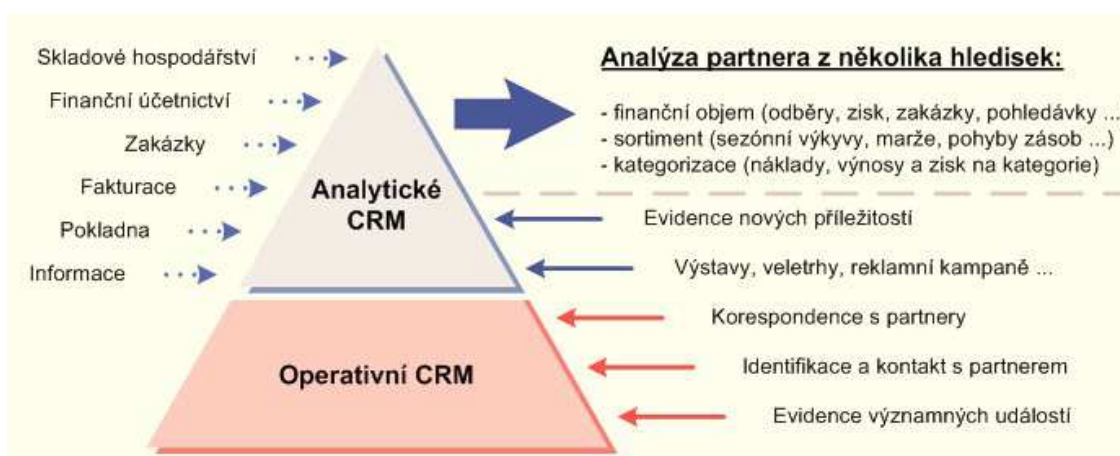 Skladové hospodářství
Finanční účetnictví
Zakázky
Fakturace
Pokladna
Informace
Analytické
CRM
Operativní CRM
Analýza partnera z několika hledisek:
- finanční objem (odběry, zisk, zakázky, pohledávky ...
- sortiment (sezónní výkyvy, marže, pohyby zásob ...)
- kategorizace (náklady, výnosy a zisk na kategorie)
Evidence nových příležitostí
Výstavy, veletrhy, reklamní kampaně ...
Korespondence s partnery
Identifikace a kontakt s partnerem
Evidence významných událostí